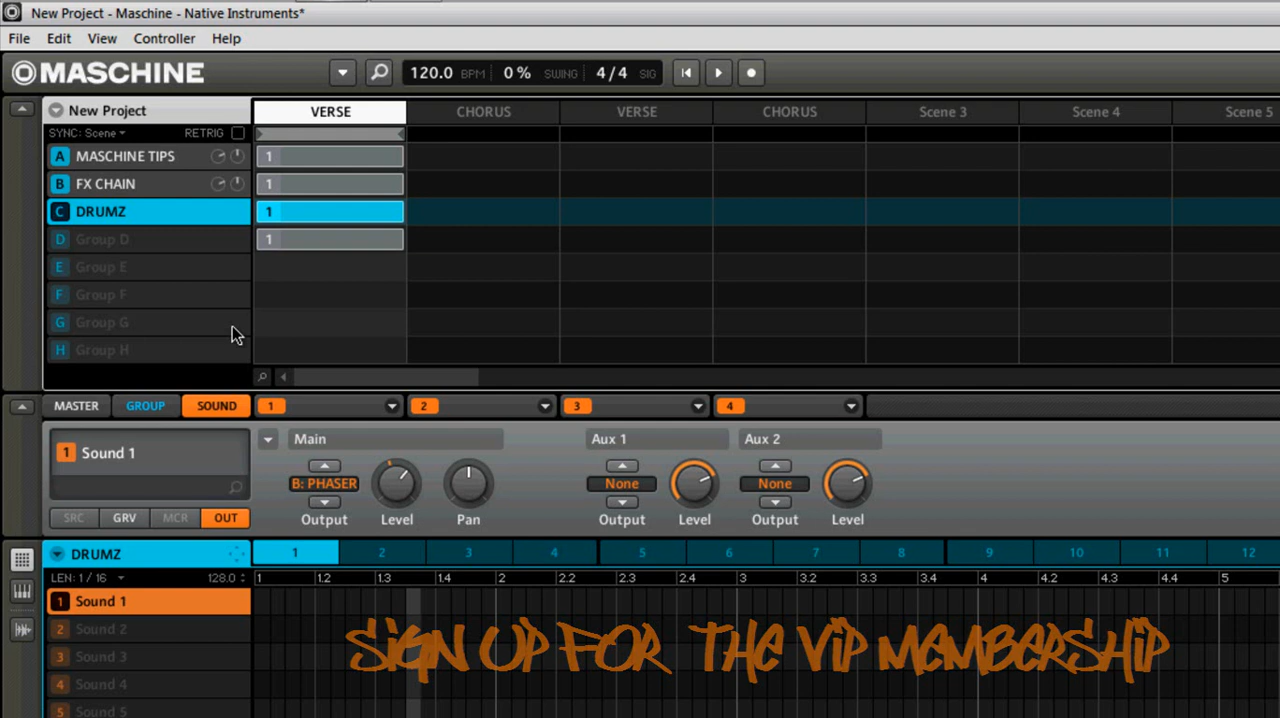 New Project - Maschine - Native Instruments*
File Edit View Controller Help
MASCHINE 120.0 BPM 0% SWING 4/4 SIG
New Project VERSE CHORUS VERSE CHORUS Scene 3 Scene 4 Scene 5
SYNC: Scene RETRIG
A MASCHINE TIPS 1
B FX CHAIN 1
C DRUMZ 1
D Group D 1
E Group E
F Group F
G Group G
H Group H
MASTER GROUP SOUND 1 2 3 4
Main Aux 1 Aux 2
1 Sound 1
B: PHASER None None
Output Level Pan Output Level Output Level
SRC GRV MCR OUT
DRUMZ 1 2 3 4 5 6 7 8 9 10 11 12
LEN: 1 / 16 128.0 1 1.2 1.3 1.4 2 2.2 2.3 2.4 3 3.2 3.3 3.4 4 4.2 4.3 4.4 5
1 Sound 1
2 Sound 2
3 Sound 3
4 Sound 4
5 Sound 5
SIGN UP FOR THE VIP MEMBERSHIP